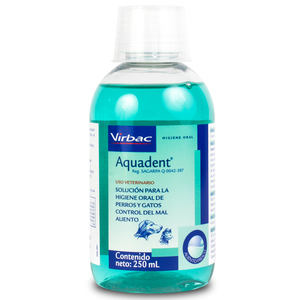 Virbac
HIGIENE ORAL
Aquadent®
Reg. SAGARPA Q-0042-397
USO VETERINARIO
SOLUCIÓN PARA LA
HIGIENE ORAL DE
PERROS Y GATOS
CONTROL DEL MAL
ALIENTO
Contenido
neto: 250 mL